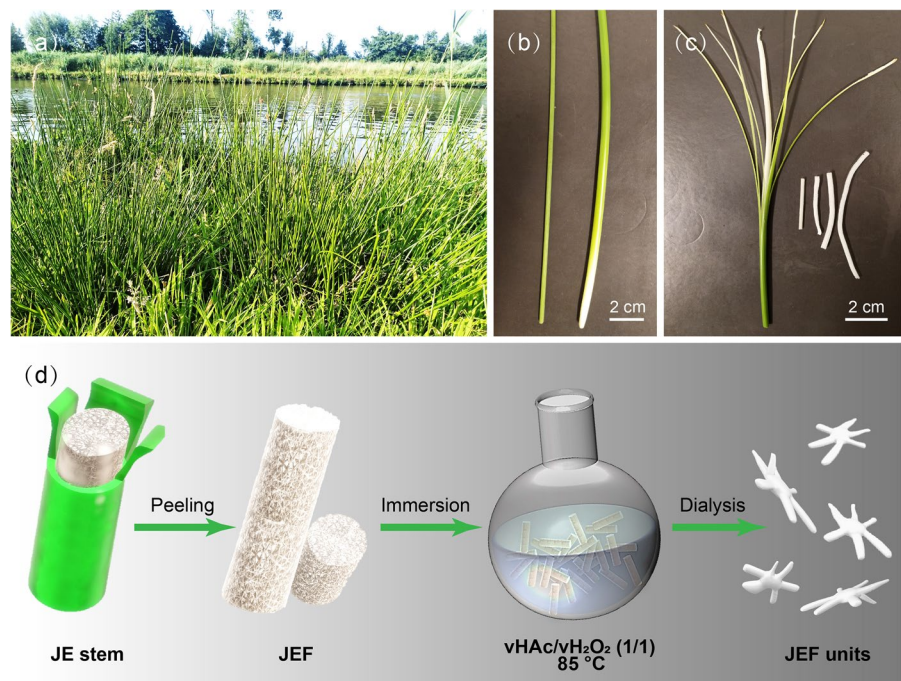 (a)
(b)
(c)
2 cm
2 cm
(d)
Peeling
Immersion
Dialysis
JE stem
JEF
vHAc/vH₂O₂ (1/1)
85 °C
JEF units